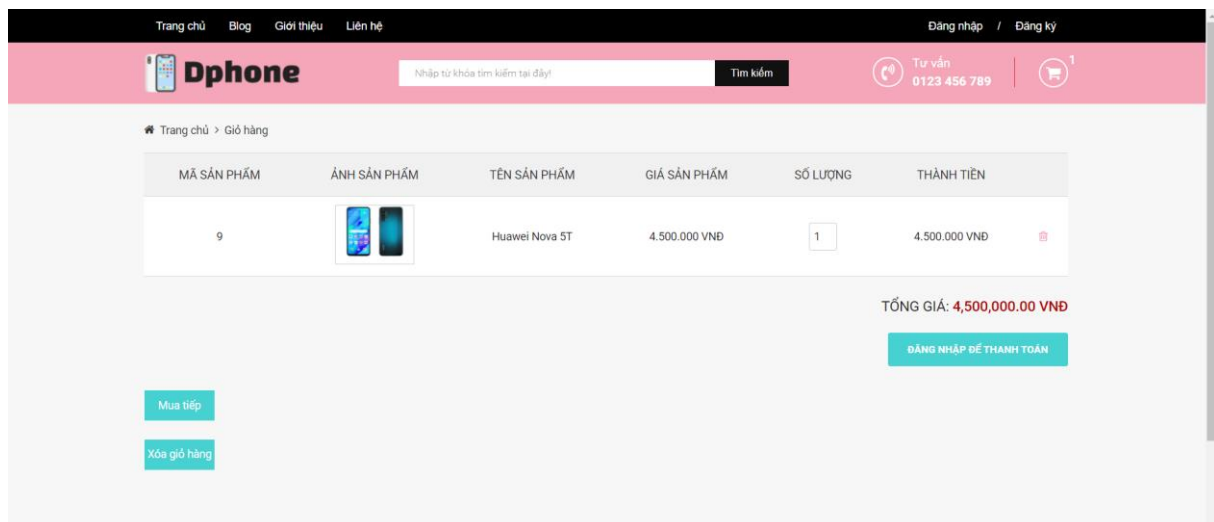 Trang chủ Blog Giới thiệu Liên hệ Đăng nhập / Đăng ký
Dphone Nhập từ khóa tìm kiếm tại đây! Tìm kiếm Tư vấn 1
0123 456 789
Trang chủ > Giỏ hàng
MÃ SẢN PHẨM ẢNH SẢN PHẨM TÊN SẢN PHẨM GIÁ SẢN PHẨM SỐ LƯỢNG THÀNH TIỀN
9 Huawei Nova 5T 4.500.000 VNĐ 1 4.500.000 VNĐ
TỔNG GIÁ: 4,500,000.00 VNĐ
ĐĂNG NHẬP ĐỂ THANH TOÁN
Mua tiếp
Xóa giỏ hàng